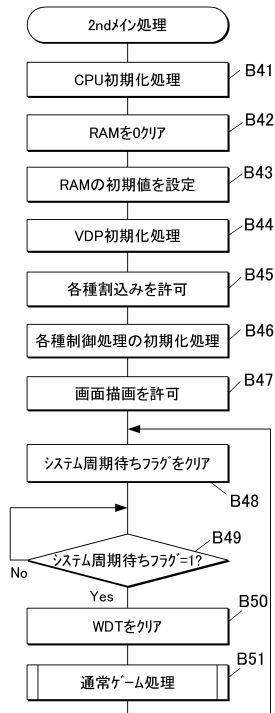 2ndﾒｲﾝ処理
CPU初期化処理
B41
RAMを0クリア
B42
RAMの初期値を設定
B43
VDP初期化処理
B44
各種割込みを許可
B45
各種制御処理の初期化処理
B46
画面描画を許可
B47
ｼｽﾃﾑ周期待ちﾌﾗｸﾞをｸﾘｱ
B48
ｼｽﾃﾑ周期待ちﾌﾗｸﾞ=1?
B49
No
Yes
WDTをクリア
B50
通常ｹﾞｰﾑ処理
B51